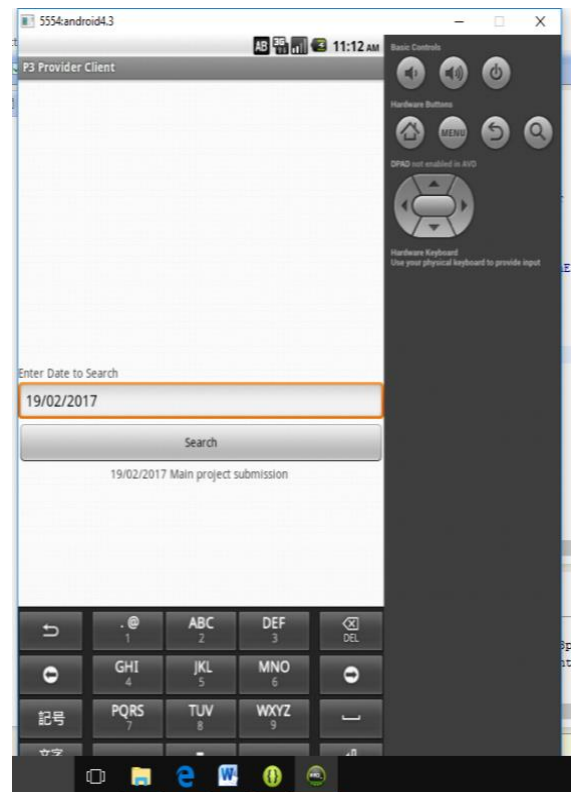 5554:android4.3
AB 3G 11:12 AM
Basic Controls
P3 Provider Client
Hardware Buttons
MENU
DPAD not enabled in AVD
Hardware Keyboard
Use your physical keyboard to provide input
Enter Date to Search
19/02/2017
Search
19/02/2017 Main project submission
.@ ABC DEF
1 2 3 DEL
GHI JKL MNO
4 5 6
記号 PQRS TUV WXYZ
7 8 9
文字
W